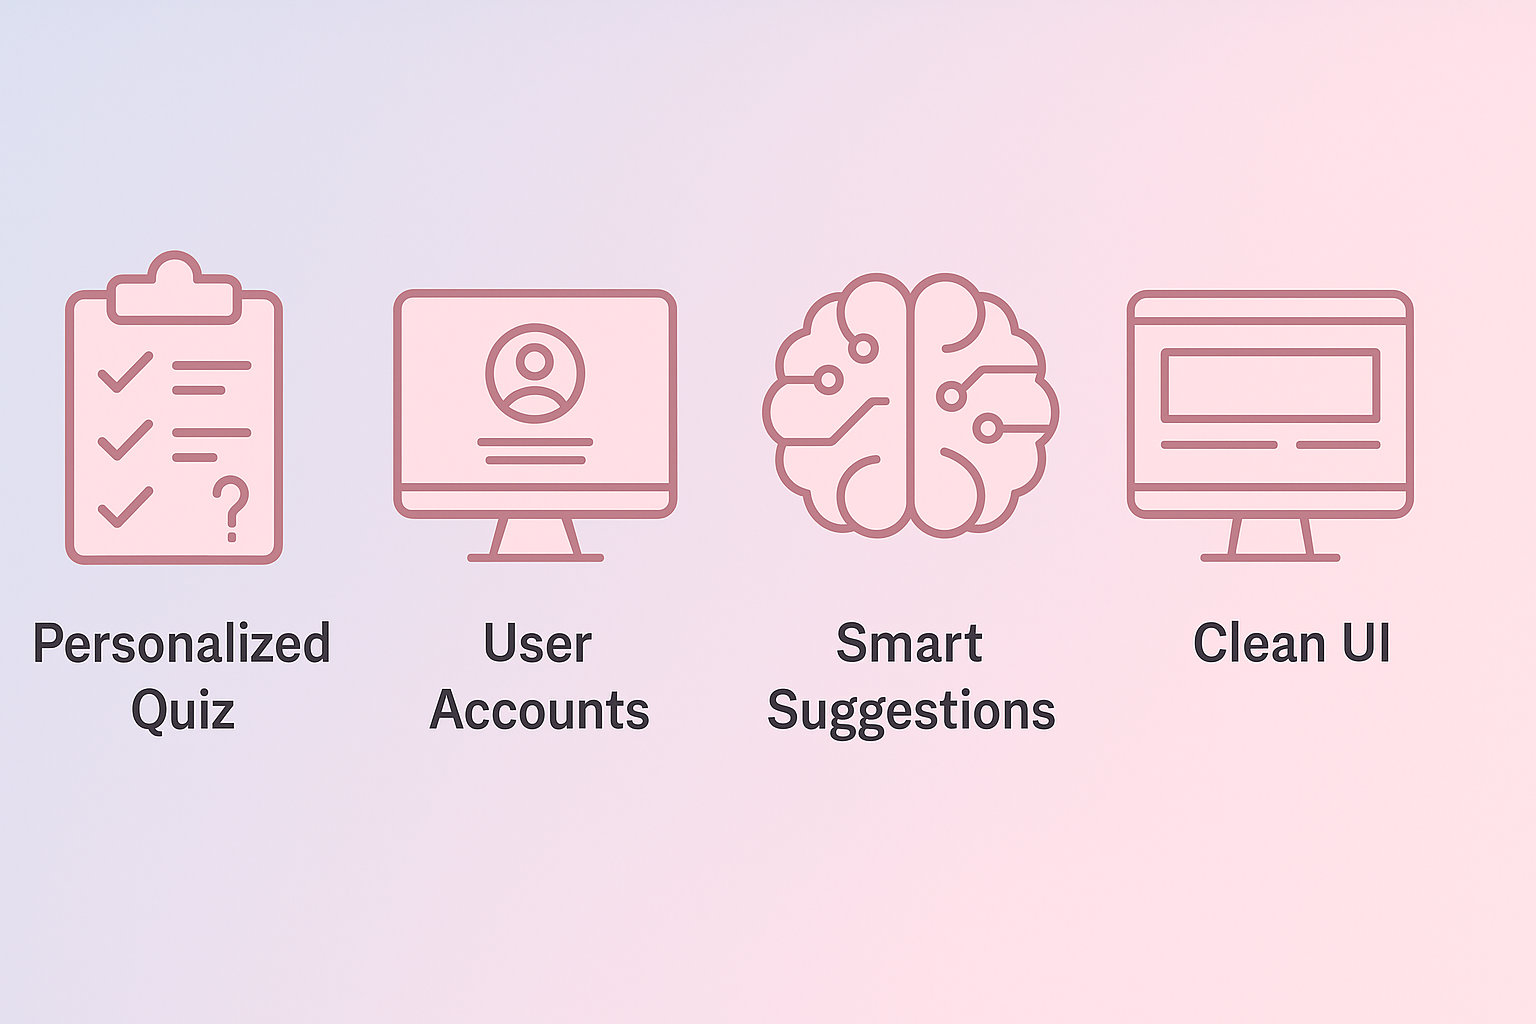 Personalized
Quiz
User
Accounts
Smart
Suggestions
Clean UI